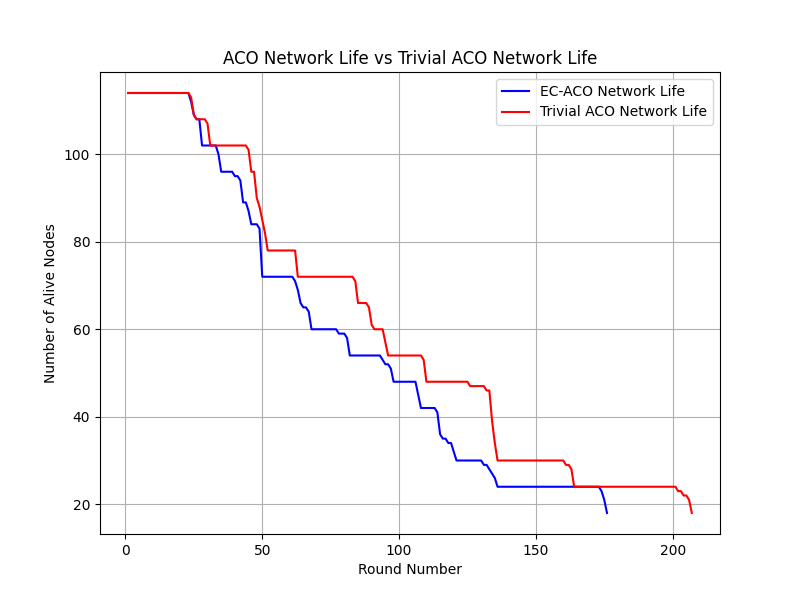 ACO Network Life vs Trivial ACO Network Life
EC-ACO Network Life
Trivial ACO Network Life
Number of Alive Nodes
100
80
60
40
20
0
50
100
150
200
Round Number